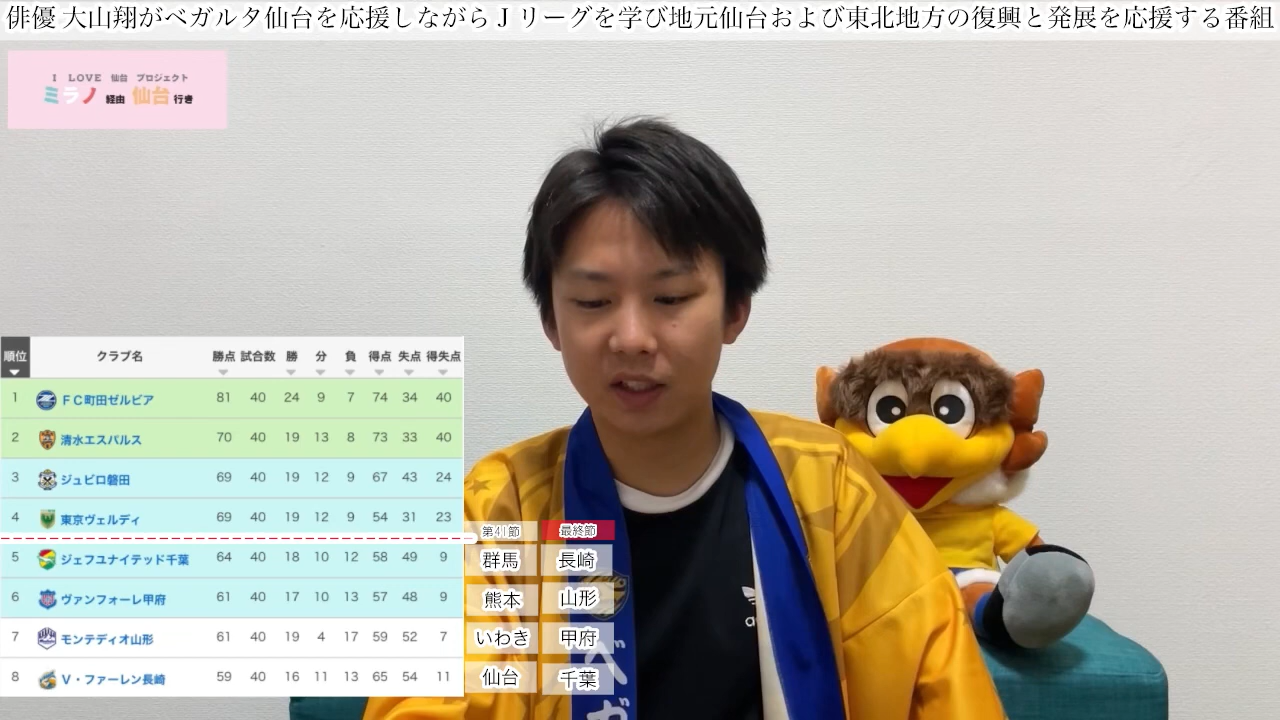 俳優 大山翔がベガルタ仙台を応援しながらJリーグを学び地元仙台および東北地方の復興と発展を応援する番組
I LOVE 仙台 プロジェクト
ミラノ 経由 仙台 行き
順位 クラブ名 勝点 試合数 勝 分 負 得点 失点 得失点
1 FC町田ゼルビア 81 40 24 9 7 74 34 40
2 清水エスパルス 70 40 19 13 8 73 33 40
3 ジュビロ磐田 69 40 19 12 9 67 43 24
4 東京ヴェルディ 69 40 19 12 9 54 31 23
第41節 最終節
5 ジェフユナイテッド千葉 64 40 18 10 12 58 49 9 群馬 長崎
6 ヴァンフォーレ甲府 61 40 17 10 13 57 48 9 熊本 山形
7 モンテディオ山形 61 40 19 4 17 59 52 7 いわき 甲府
8 V・ファーレン長崎 59 40 16 11 13 65 54 11 仙台 千葉
ベガ